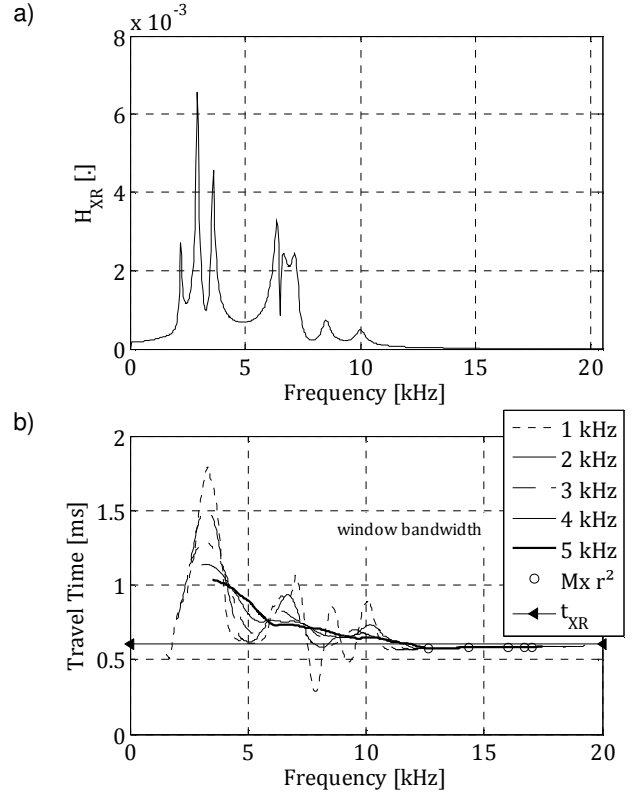 a)
x 10⁻³
8
6
4
2
0
H_XR [.]
0 5 10 15 20
Frequency [kHz]
b)
2
1.5
1
0.5
0
Travel Time [ms]
window bandwidth
1 kHz
2 kHz
3 kHz
4 kHz
5 kHz
Mx r²
t_XR
0 5 10 15 20
Frequency [kHz]